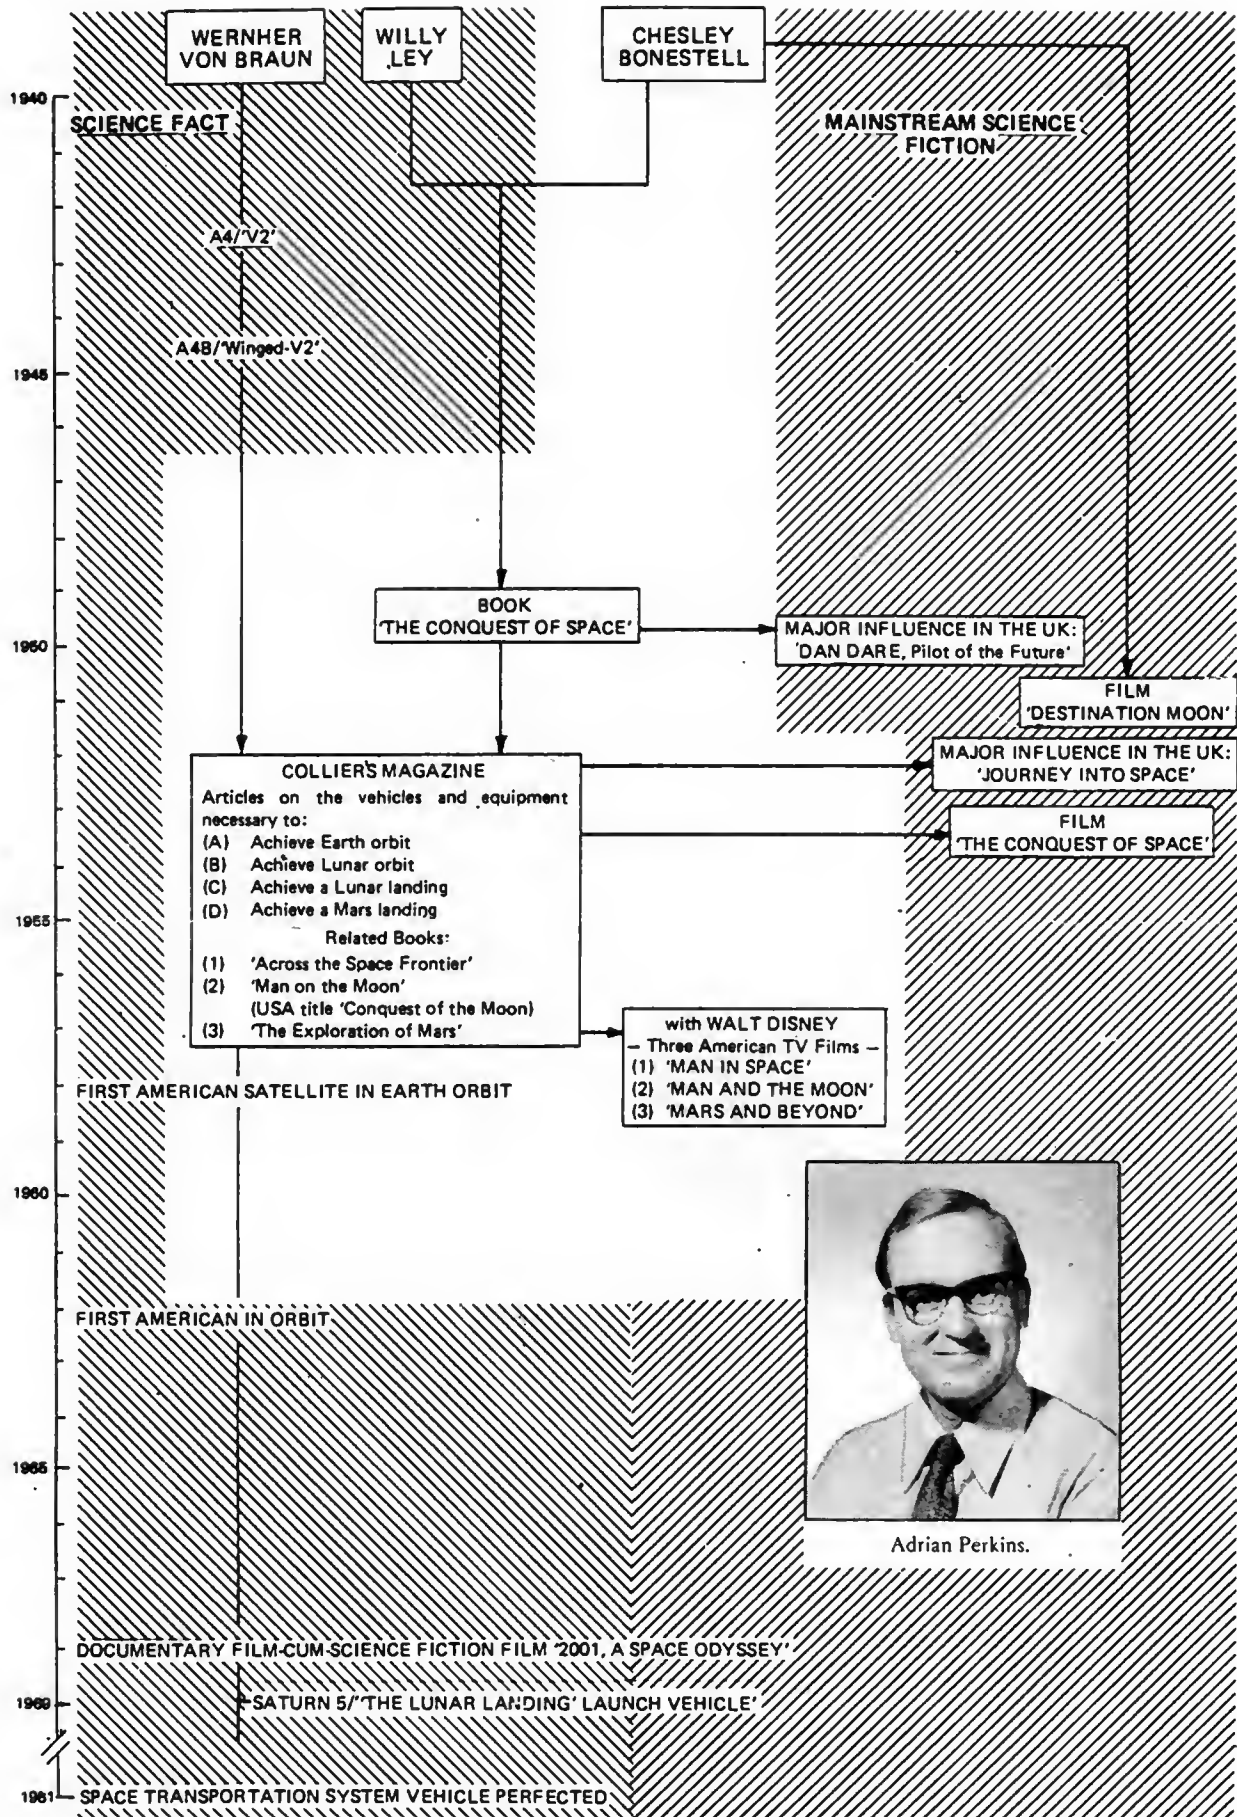 WERNHER
VON BRAUN
WILLY
LEY
CHESLEY
BONESTELL
1940
SCIENCE FACT
MAINSTREAM SCIENCE
FICTION
A4/'V2'
A4B/'Winged-V2'
1945
BOOK
'THE CONQUEST OF SPACE'
MAJOR INFLUENCE IN THE UK:
'DAN DARE, Pilot of the Future'
1950
FILM
'DESTINATION MOON'
MAJOR INFLUENCE IN THE UK:
'JOURNEY INTO SPACE'
FILM
'THE CONQUEST OF SPACE'
COLLIER'S MAGAZINE
Articles on the vehicles and equipment
necessary to:
(A) Achieve Earth orbit
(B) Achieve Lunar orbit
(C) Achieve a Lunar landing
(D) Achieve a Mars landing
1955
Related Books:
(1) 'Across the Space Frontier'
(2) 'Man on the Moon'
(USA title 'Conquest of the Moon)
(3) 'The Exploration of Mars'
with WALT DISNEY
— Three American TV Films —
(1) 'MAN IN SPACE'
(2) 'MAN AND THE MOON'
(3) 'MARS AND BEYOND'
FIRST AMERICAN SATELLITE IN EARTH ORBIT
1960
FIRST AMERICAN IN ORBIT
1965
Adrian Perkins.
DOCUMENTARY FILM-CUM-SCIENCE FICTION FILM '2001, A SPACE ODYSSEY'
1969
SATURN 5/'THE LUNAR LANDING' LAUNCH VEHICLE'
1981
SPACE TRANSPORTATION SYSTEM VEHICLE PERFECTED